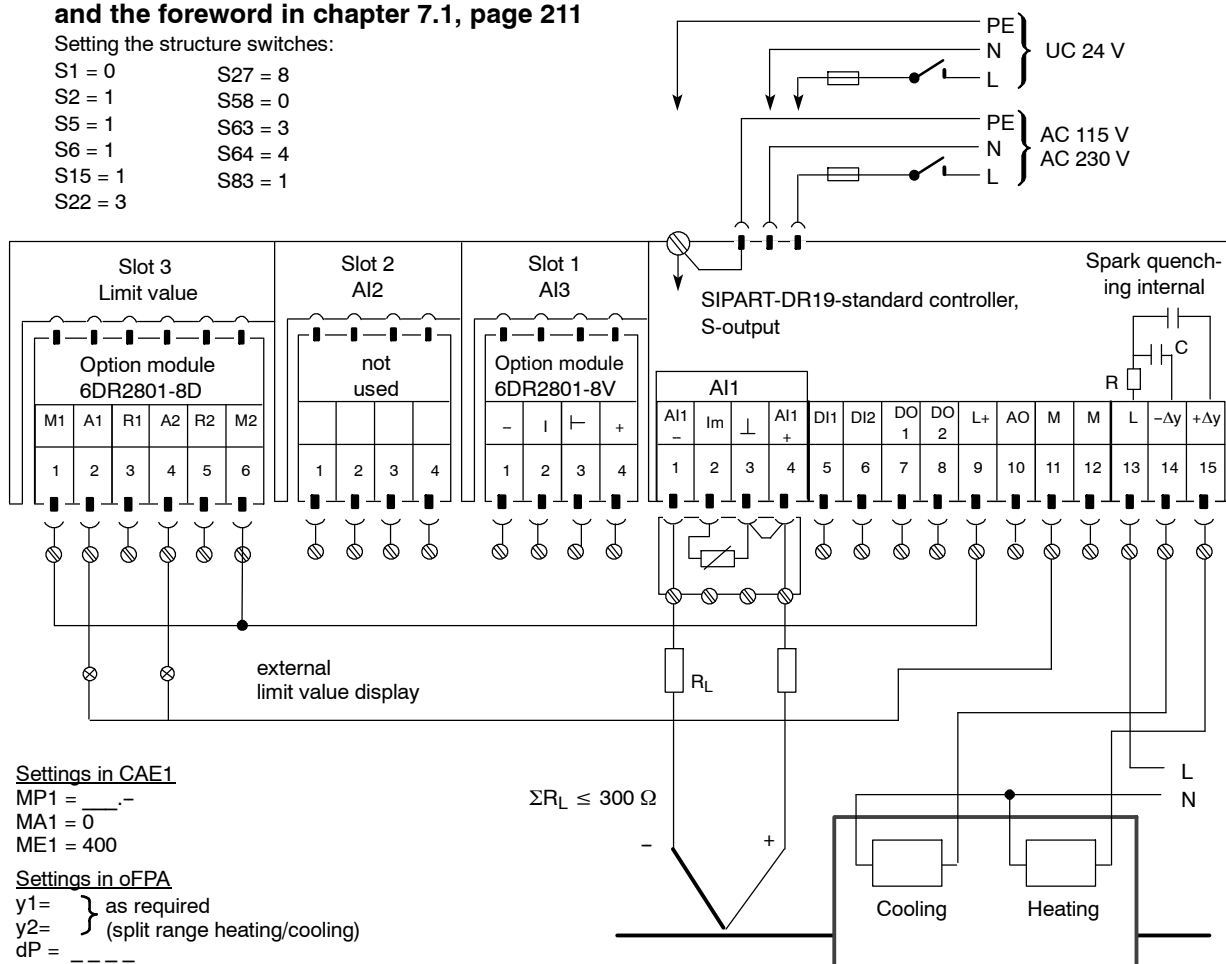 and the foreword in chapter 7.1, page 211
Setting the structure switches:
S1 = 0
S2 = 1
S5 = 1
S6 = 1
S15 = 1
S22 = 3
S27 = 8
S58 = 0
S63 = 3
S64 = 4
S83 = 1
PE
N
L
UC 24 V
PE
N
L
AC 115 V
AC 230 V
Slot 3
Limit value
Option module
6DR2801-8D
M1 A1 R1 A2 R2 M2
1 2 3 4 5 6
Slot 2
AI2
not
used
1 2 3 4
Slot 1
AI3
Option module
6DR2801-8V
– I ⊢ +
1 2 3 4
SIPART-DR19-standard controller,
S-output
Spark quench-
ing internal
C
R
AI1
AI1 – Im ⊥ AI1 + DI1 DI2 DO 1 DO 2 L+ AO M M L –Δy +Δy
1 2 3 4 5 6 7 8 9 10 11 12 13 14 15
external
limit value display
RL
ΣRL ≤ 300 Ω
– +
L
N
Cooling
Heating
Settings in CAE1
MP1 = ___.–
MA1 = 0
ME1 = 400
Settings in oFPA
y1=
y2=
as required
(split range heating/cooling)
dP = _ _ _ _